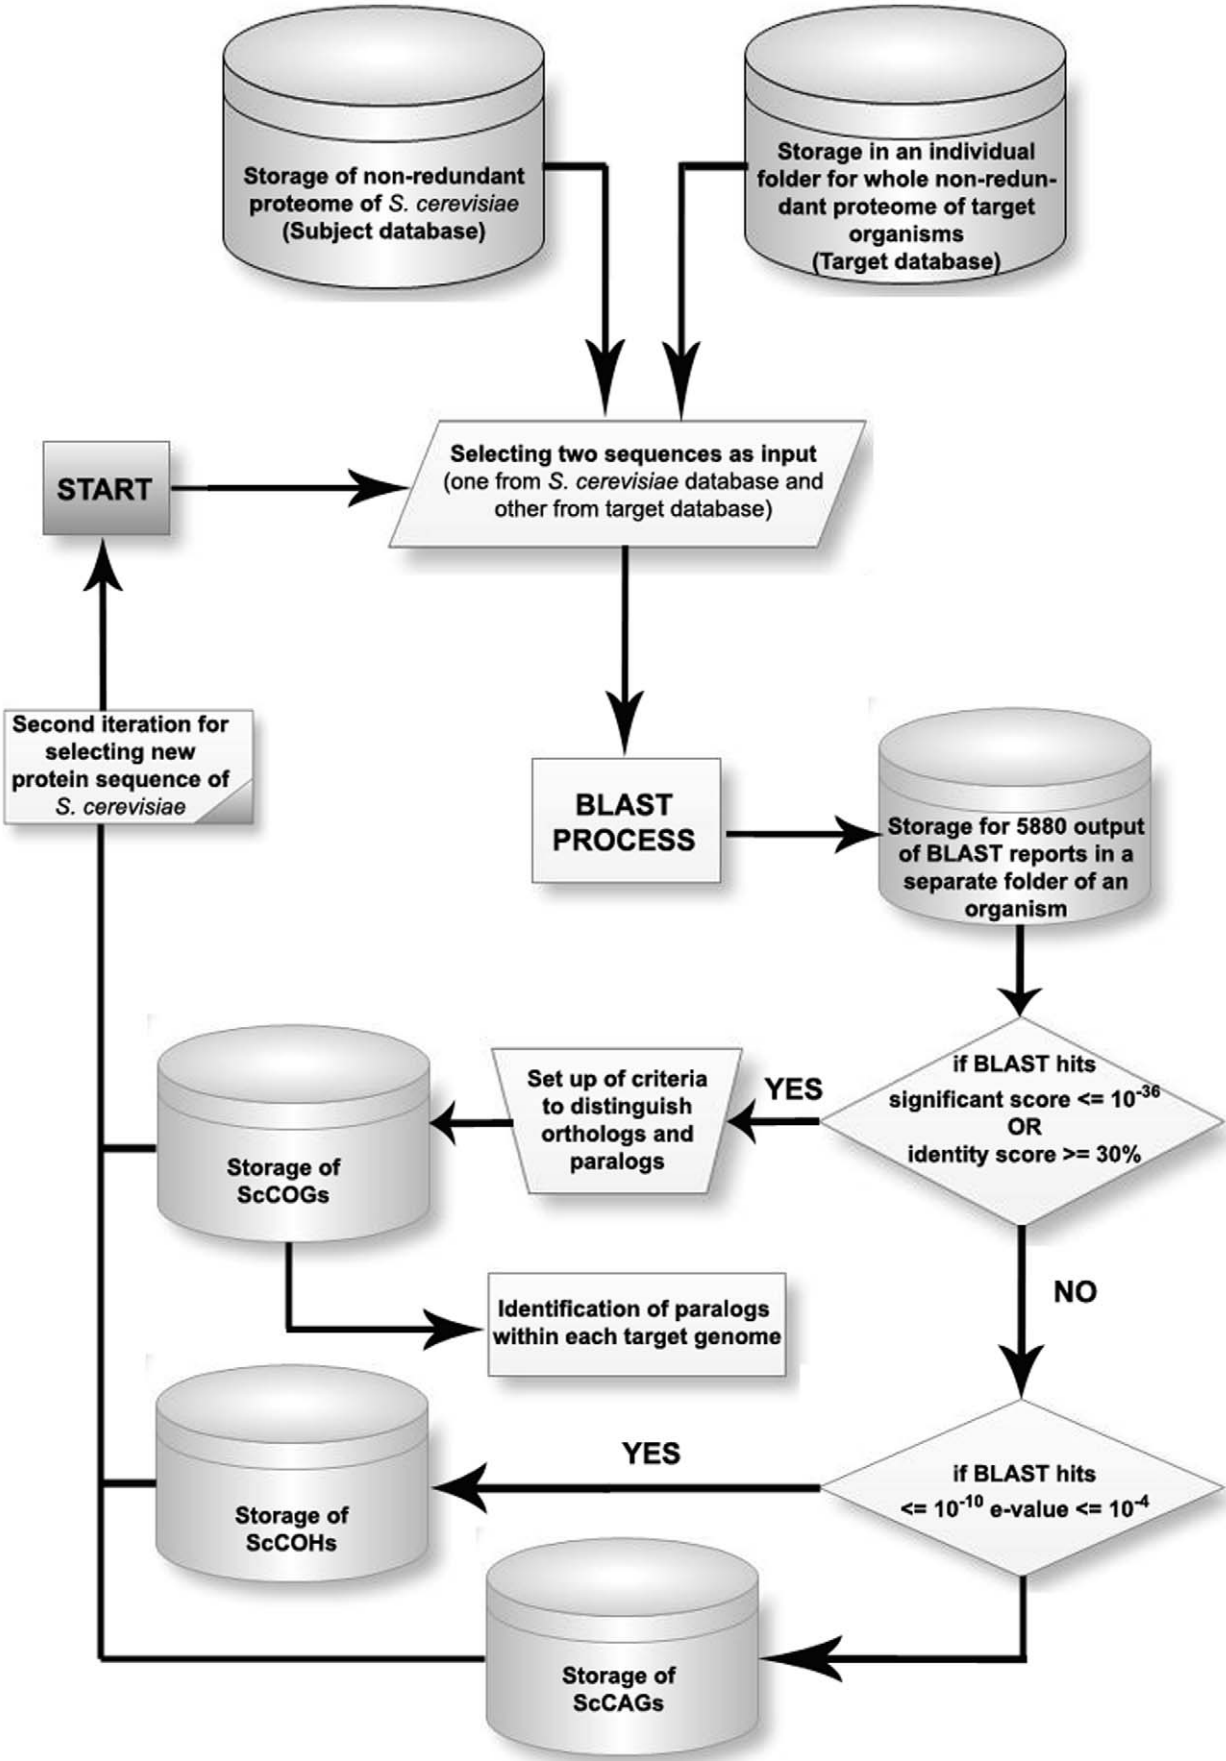 Storage of non-redundant
proteome of S. cerevisiae
(Subject database)
Storage in an individual
folder for whole non-redun-
dant proteome of target
organisms
(Target database)
START
Selecting two sequences as input
(one from S. cerevisiae database and
other from target database)
Second iteration for
selecting new
protein sequence of
S. cerevisiae
BLAST
PROCESS
Storage for 5880 output
of BLAST reports in a
separate folder of an
organism
if BLAST hits
significant score <= 10⁻³⁶
OR
identity score >= 30%
YES
Set up of criteria
to distinguish
orthologs and
paralogs
Storage of
ScCOGs
Identification of paralogs
within each target genome
NO
if BLAST hits
<= 10⁻¹⁰ e-value <= 10⁻⁴
YES
Storage of
ScCOHs
Storage of
ScCAGs